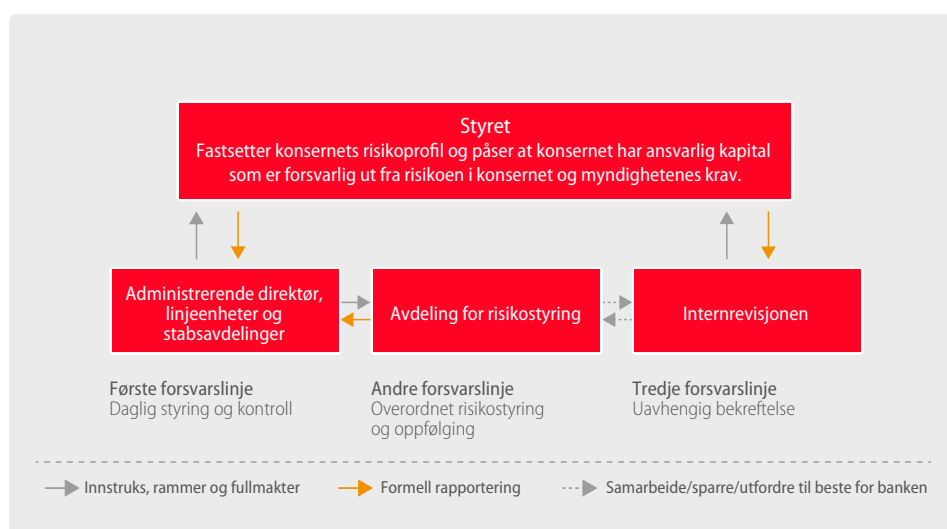 Styret
Fastsetter konsernets risikoprofil og påser at konsernet har ansvarlig kapital
som er forsvarlig ut fra risikoen i konsernet og myndighetenes krav.
Administrerende direktør,
linjeenheter og
stabsavdelinger
Avdeling for risikostyring
Internrevisjonen
Første forsvarslinje
Daglig styring og kontroll
Andre forsvarslinje
Overordnet risikostyring
og oppfølging
Tredje forsvarslinje
Uavhengig bekreftelse
Innstruks, rammer og fullmakter
Formell rapportering
Samarbeide/sparre/utfordre til beste for banken